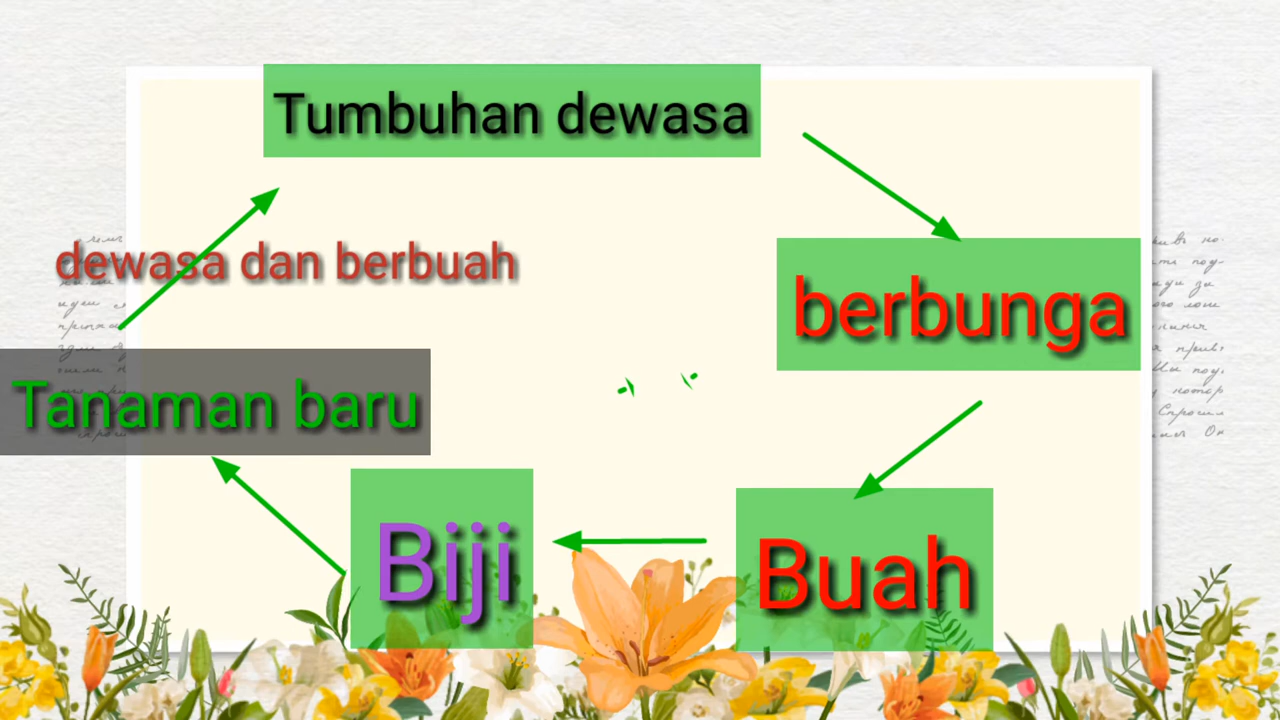 Tumbuhan dewasa
dewasa dan berbuah
berbunga
Tanaman baru
Biji
Buah